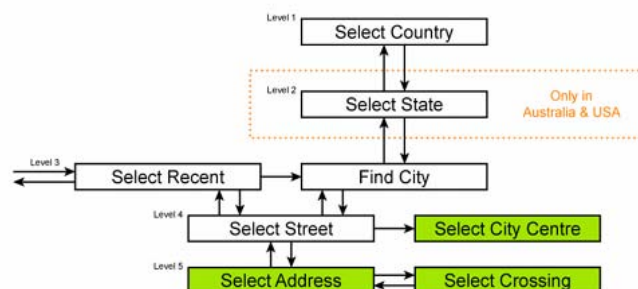 Level 1
Select Country
Level 2
Select State
Only in
Australia & USA
Level 3
Select Recent
Find City
Level 4
Select Street
Select City Centre
Level 5
Select Address
Select Crossing